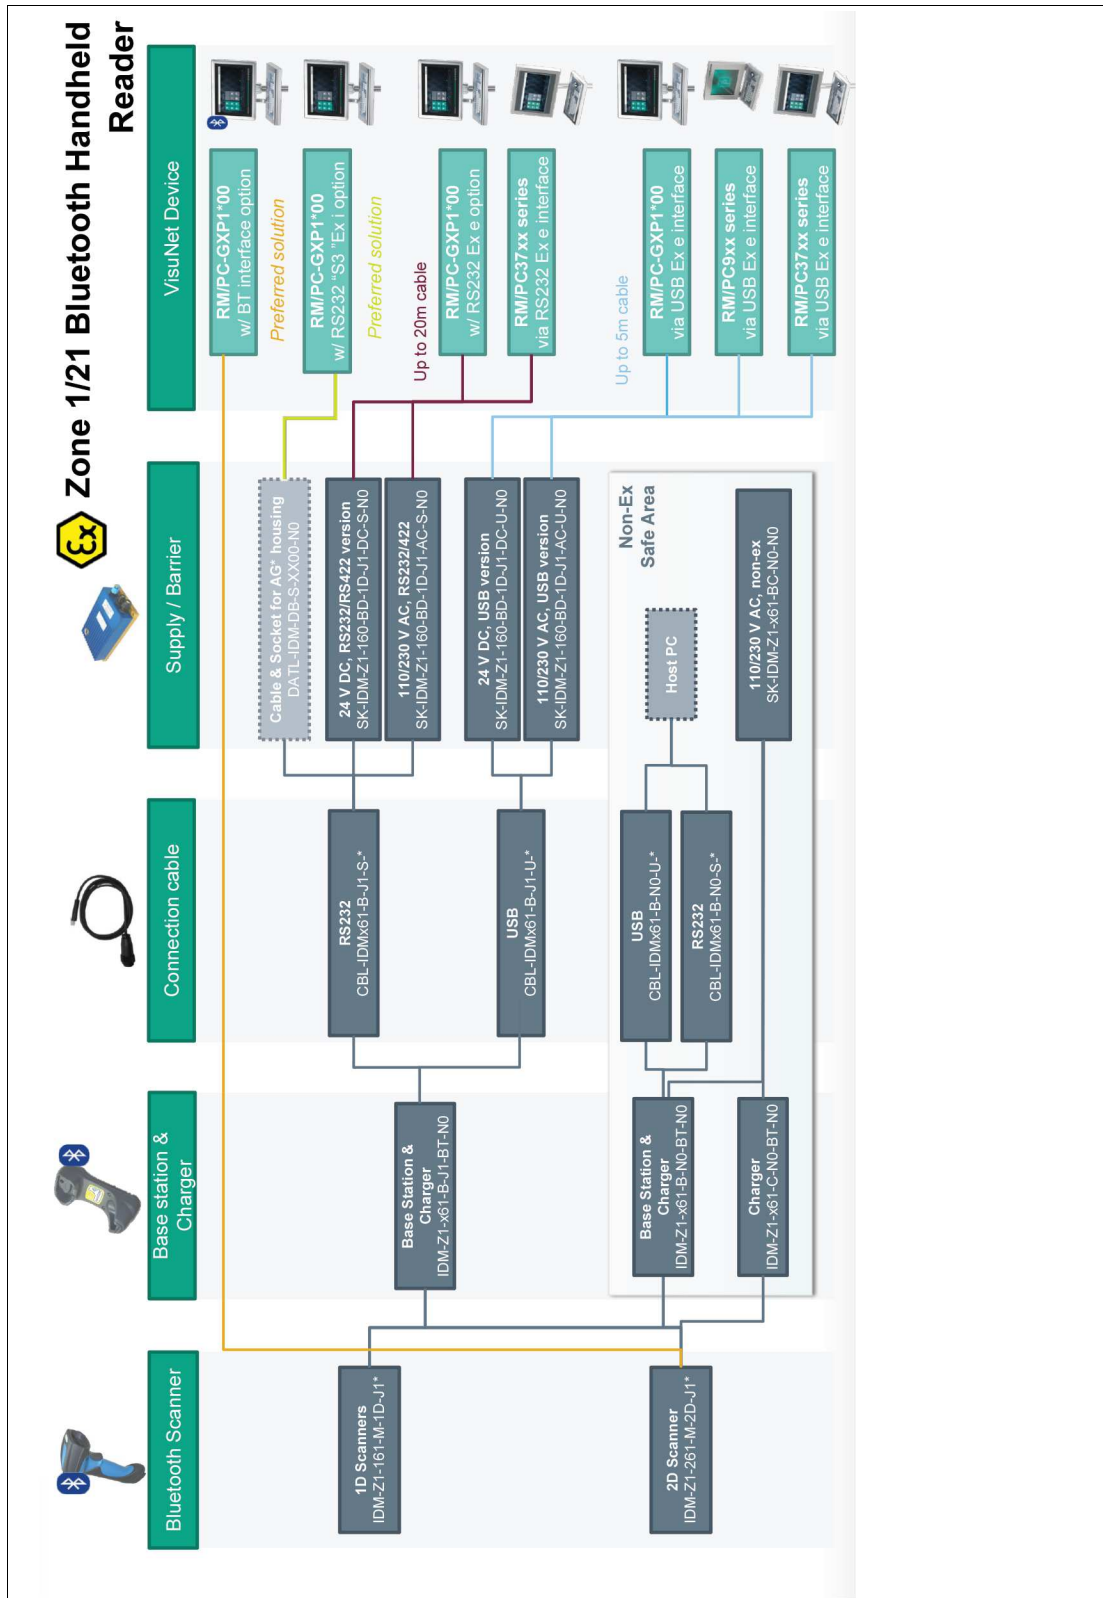 Zone 1/21 Bluetooth Handheld
Reader
Ex
Bluetooth Scanner
Base station &
Charger
Connection cable
Supply / Barrier
VisuNet Device
1D Scanners
IDM-Z1-161-M-1D-J1*
2D Scanner
IDM-Z1-261-M-2D-J1*
Base Station &
Charger
IDM-Z1-x61-B-J1-BT-N0
Base Station &
Charger
IDM-Z1-x61-B-N0-BT-N0
Charger
IDM-Z1-x61-C-N0-BT-N0
RS232
CBL-IDMx61-B-J1-S-*
USB
CBL-IDMx61-B-J1-U-*
USB
CBL-IDMx61-B-N0-U-*
RS232
CBL-IDMx61-B-N0-S-*
Cable & Socket for AG* housing
DATL-IDM-DB-S-XX00-N0
24 V DC, RS232/RS422 version
SK-IDM-Z1-160-BD-1D-J1-DC-S-N0
110/230 V AC, RS232/422
SK-IDM-Z1-160-BD-1D-J1-AC-S-N0
24 V DC, USB version
SK-IDM-Z1-160-BD-1D-J1-DC-U-N0
110/230 V AC, USB version
SK-IDM-Z1-160-BD-1D-J1-AC-U-N0
Non-Ex
Safe Area
Host PC
110/230 V AC, non-ex
SK-IDM-Z1-x61-BC-N0-N0
RM/PC-GXP1*00
w/ BT interface option
Preferred solution
RM/PC-GXP1*00
w/ RS232 "S3 "Ex i option
Preferred solution
Up to 20m cable
RM/PC-GXP1*00
w/ RS232 Ex e option
RM/PC37xx series
via RS232 Ex e interface
Up to 5m cable
RM/PC-GXP1*00
via USB Ex e interface
RM/PC9xx series
via USB Ex e interface
RM/PC37xx series
via USB Ex e interface